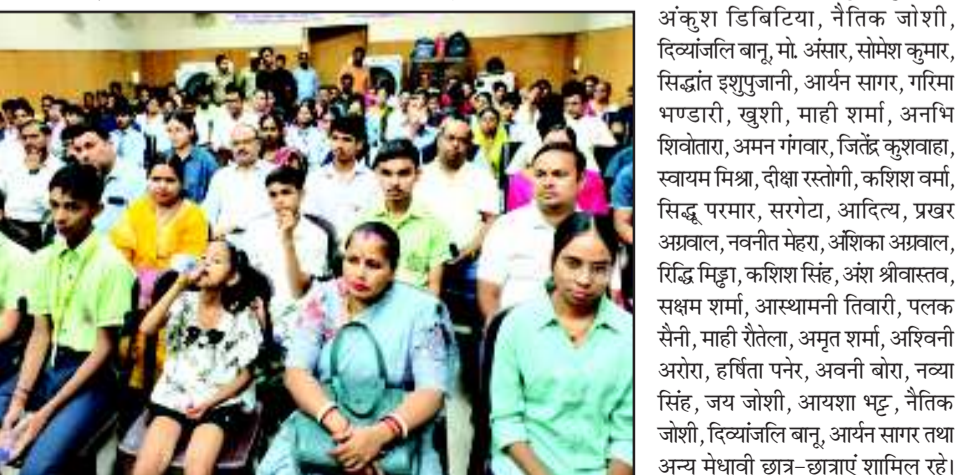 अंकुश डिबिटिया, नैतिक जोशी,
दिव्यांजलि बानू, मो. अंसार, सोमेश कुमार,
सिद्धांत इशुपुजानी, आर्यन सागर, गरिमा
भण्डारी, खुशी, माही शर्मा, अनभि
शिवोतारा, अमन गंगवार, जितेंद्र कुशवाहा,
स्वायम मिश्रा, दीक्षा रस्तोगी, कशिश वर्मा,
सिद्धू परमार, सरगेटा, आदित्य, प्रखर
अग्रवाल, नवनीत मेहरा, अंशिका अग्रवाल,
रिद्धि मिड्ढा, कशिश सिंह, अंश श्रीवास्तव,
सक्षम शर्मा, आस्थामनी तिवारी, पलक
सैनी, माही रौतेला, अमृत शर्मा, अश्विनी
अरोरा, हर्षिता पनेर, अवनी बोरा, नव्या
सिंह, जय जोशी, आयशा भट्ट, नैतिक
जोशी, दिव्यांजलि बानू, आर्यन सागर तथा
अन्य मेधावी छात्र-छात्राएं शामिल रहे।